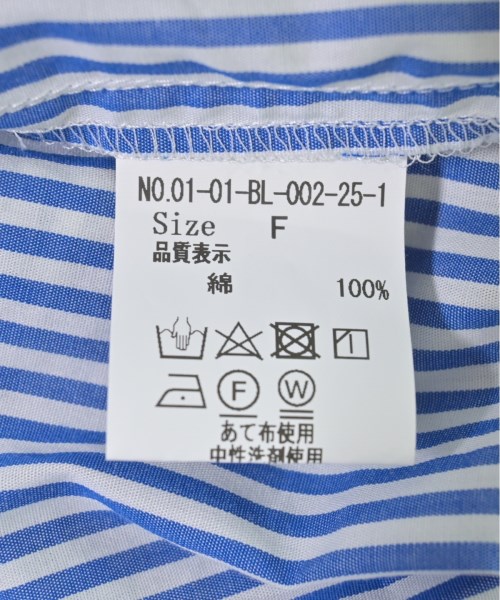 NO.01-01-BL-002-25-1
Size F
品質表示
綿 100%
F W
あて布使用
中性洗剤使用